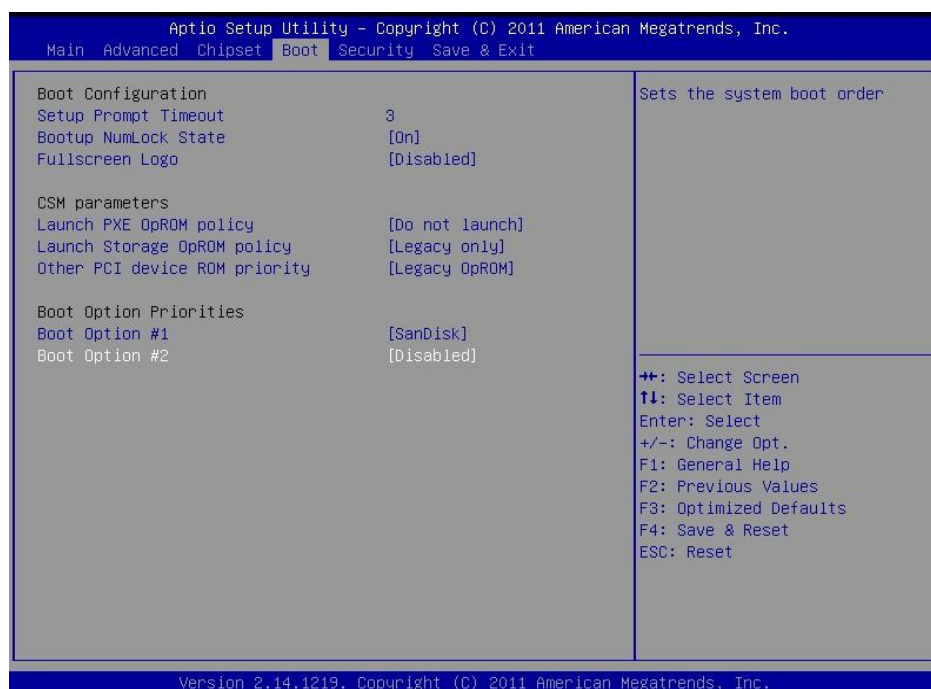 Aptio Setup Utility – Copyright (C) 2011 American Megatrends, Inc.
Main Advanced Chipset Boot Security Save & Exit
Boot Configuration
Setup Prompt Timeout 3
Bootup NumLock State [On]
Fullscreen Logo [Disabled]
CSM parameters
Launch PXE OpROM policy [Do not launch]
Launch Storage OpROM policy [Legacy only]
Other PCI device ROM priority [Legacy OpROM]
Boot Option Priorities
Boot Option #1 [SanDisk]
Boot Option #2 [Disabled]
Sets the system boot order
→←: Select Screen
↑↓: Select Item
Enter: Select
+/-: Change Opt.
F1: General Help
F2: Previous Values
F3: Optimized Defaults
F4: Save & Reset
ESC: Reset
Version 2.14.1219. Copyright (C) 2011 American Megatrends, Inc.